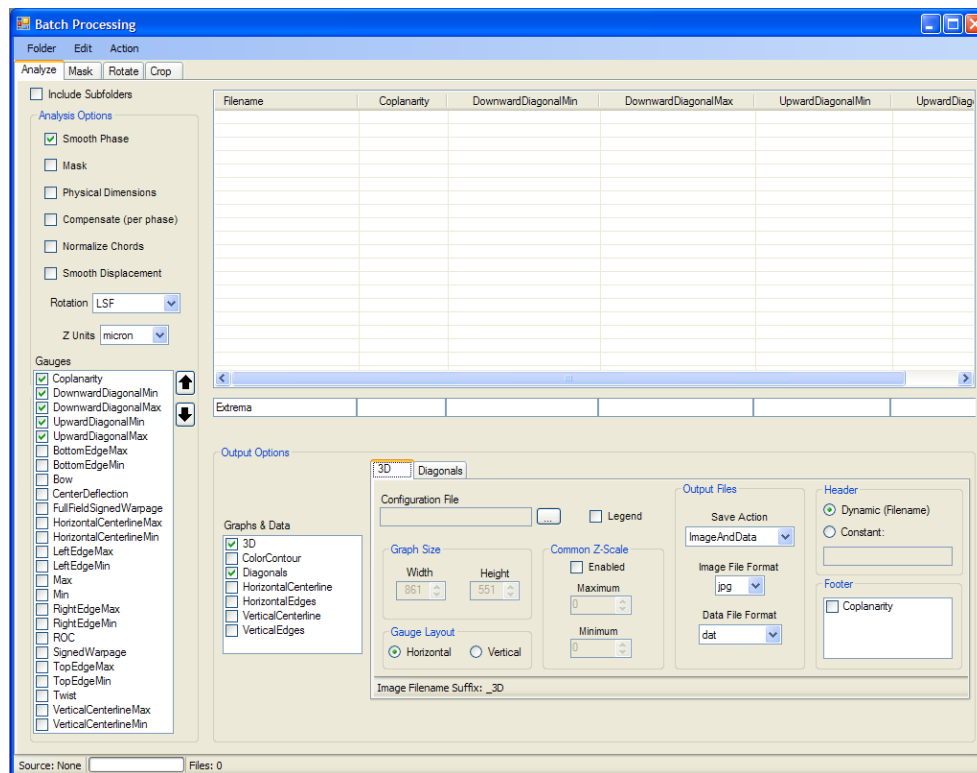 Batch Processing
Folder Edit Action
Analyze Mask Rotate Crop
Include Subfolders
Analysis Options
Smooth Phase
Mask
Physical Dimensions
Compensate (per phase)
Normalize Chords
Smooth Displacement
Rotation LSF
Z Units micron
Gauges
Coplanarity
DownwardDiagonalMin
DownwardDiagonalMax
UpwardDiagonalMin
UpwardDiagonalMax
BottomEdgeMax
BottomEdgeMin
Bow
CenterDeflection
FullFieldSignedWarpage
HorizontalCenterlineMax
HorizontalCenterlineMin
LeftEdgeMax
LeftEdgeMin
Max
Min
RightEdgeMax
RightEdgeMin
ROC
SignedWarpage
TopEdgeMax
TopEdgeMin
Twist
VerticalCenterlineMax
VerticalCenterlineMin
Filename Coplanarity DownwardDiagonalMin DownwardDiagonalMax UpwardDiagonalMin UpwardDiag
Extrema
Output Options
Graphs & Data
3D
ColorContour
Diagonals
HorizontalCenterline
HorizontalEdges
VerticalCenterline
VerticalEdges
3D Diagonals
Configuration File
... Legend
Graph Size
Width Height
861 551
Gauge Layout
Horizontal Vertical
Common Z-Scale
Enabled
Maximum
0
Minimum
0
Output Files
Save Action
ImageAndData
Image File Format
jpg
Data File Format
dat
Header
Dynamic (Filename)
Constant:
Footer
Coplanarity
Image Filename Suffix: _3D
Source: None Files: 0